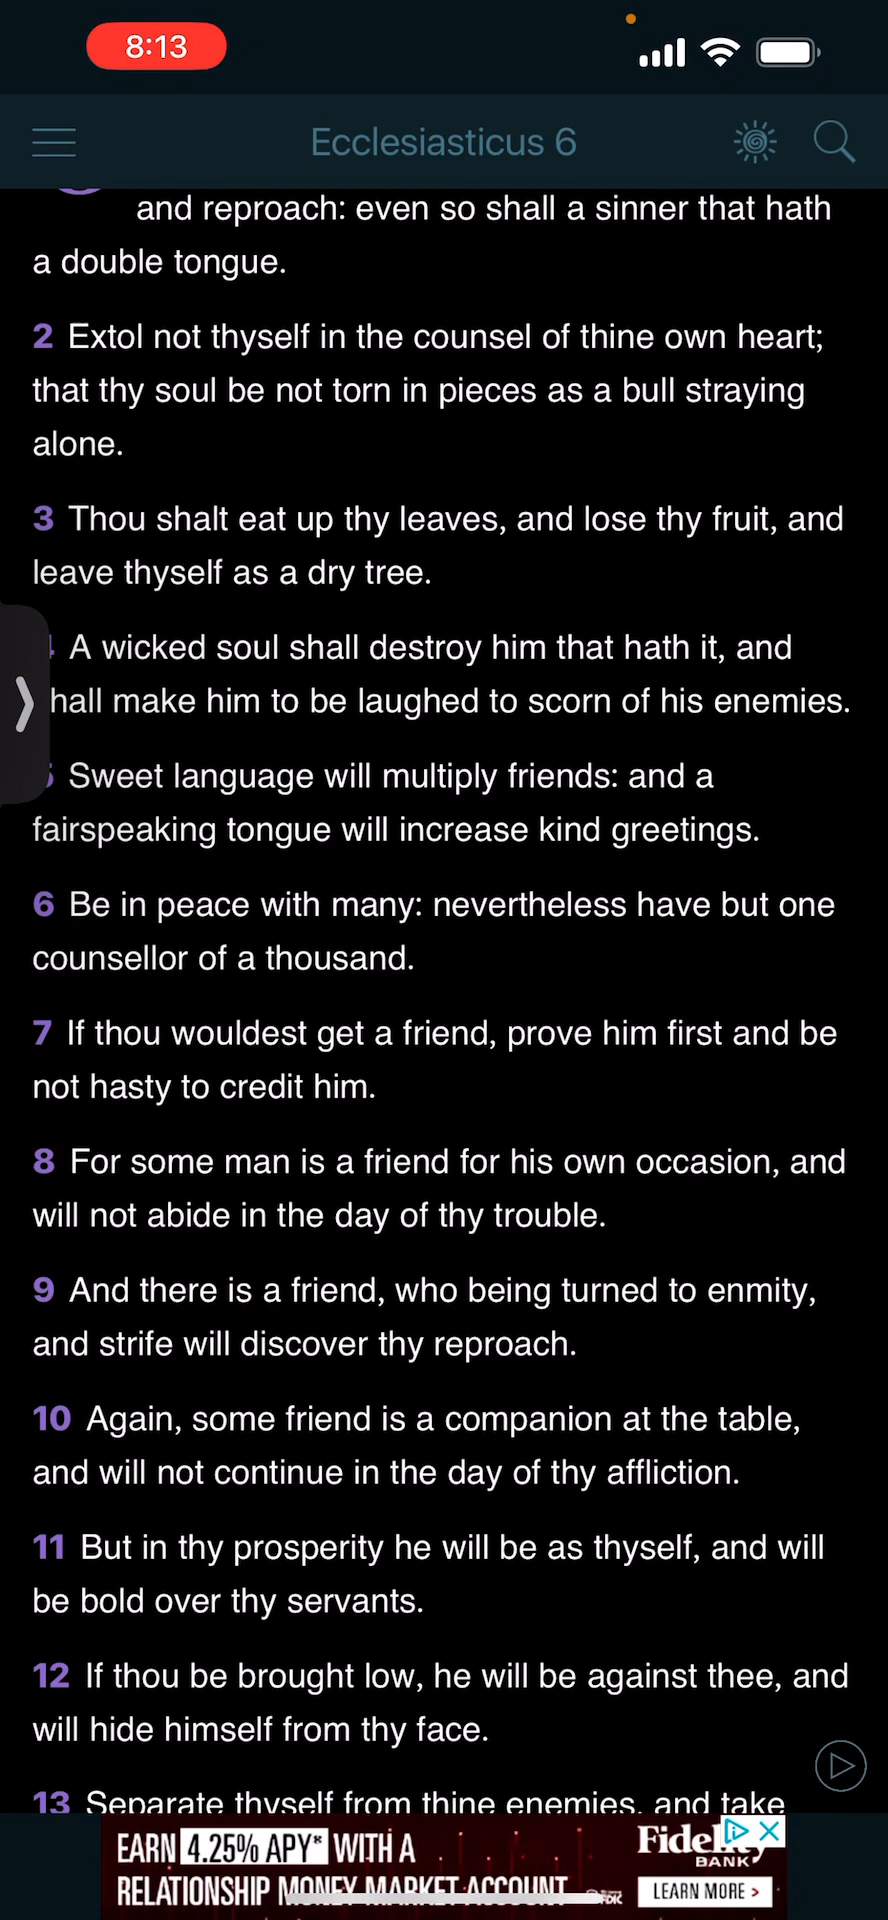 8:13
Ecclesiasticus 6
and reproach: even so shall a sinner that hath
a double tongue.
2 Extol not thyself in the counsel of thine own heart;
that thy soul be not torn in pieces as a bull straying
alone.
3 Thou shalt eat up thy leaves, and lose thy fruit, and
leave thyself as a dry tree.
A wicked soul shall destroy him that hath it, and
hall make him to be laughed to scorn of his enemies.
Sweet language will multiply friends: and a
fairspeaking tongue will increase kind greetings.
6 Be in peace with many: nevertheless have but one
counsellor of a thousand.
7 If thou wouldest get a friend, prove him first and be
not hasty to credit him.
8 For some man is a friend for his own occasion, and
will not abide in the day of thy trouble.
9 And there is a friend, who being turned to enmity,
and strife will discover thy reproach.
10 Again, some friend is a companion at the table,
and will not continue in the day of thy affliction.
11 But in thy prosperity he will be as thyself, and will
be bold over thy servants.
12 If thou be brought low, he will be against thee, and
will hide himself from thy face.
13 Separate thyself from thine enemies, and take
EARN 4.25% APY* WITH A
RELATIONSHIP MONEY MARKET ACCOUNT
BANK
LEARN MORE >